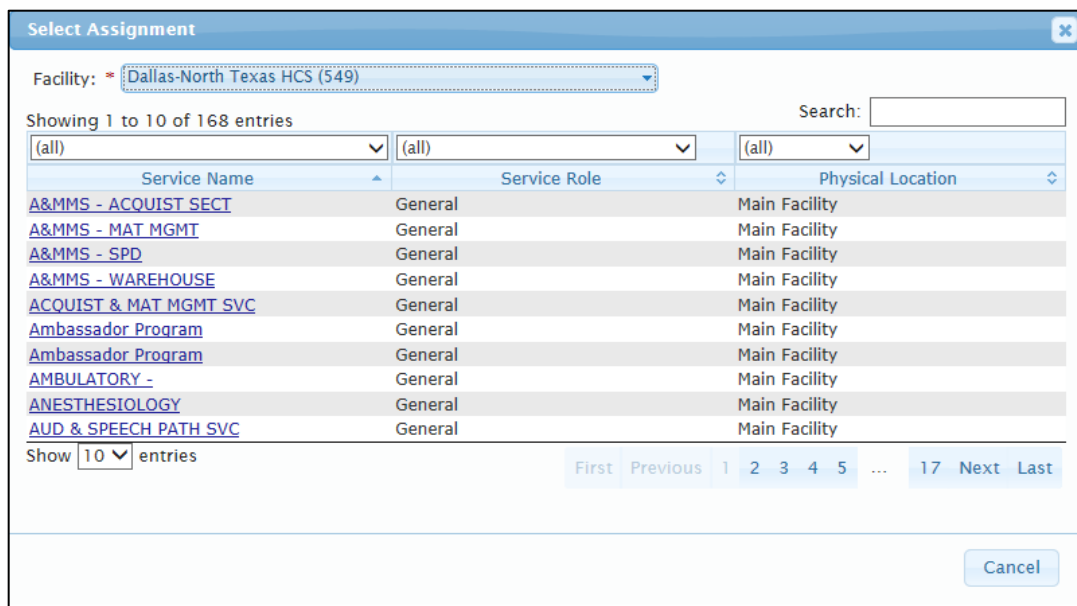 Select Assignment
Facility: * Dallas-North Texas HCS (549)
Search:
Showing 1 to 10 of 168 entries
(all) (all) (all)
Service Name Service Role Physical Location
A&MMS - ACQUIST SECT General Main Facility
A&MMS - MAT MGMT General Main Facility
A&MMS - SPD General Main Facility
A&MMS - WAREHOUSE General Main Facility
ACQUIST & MAT MGMT SVC General Main Facility
Ambassador Program General Main Facility
Ambassador Program General Main Facility
AMBULATORY - General Main Facility
ANESTHESIOLOGY General Main Facility
AUD & SPEECH PATH SVC General Main Facility
Show 10 entries
First Previous 1 2 3 4 5 ... 17 Next Last
Cancel